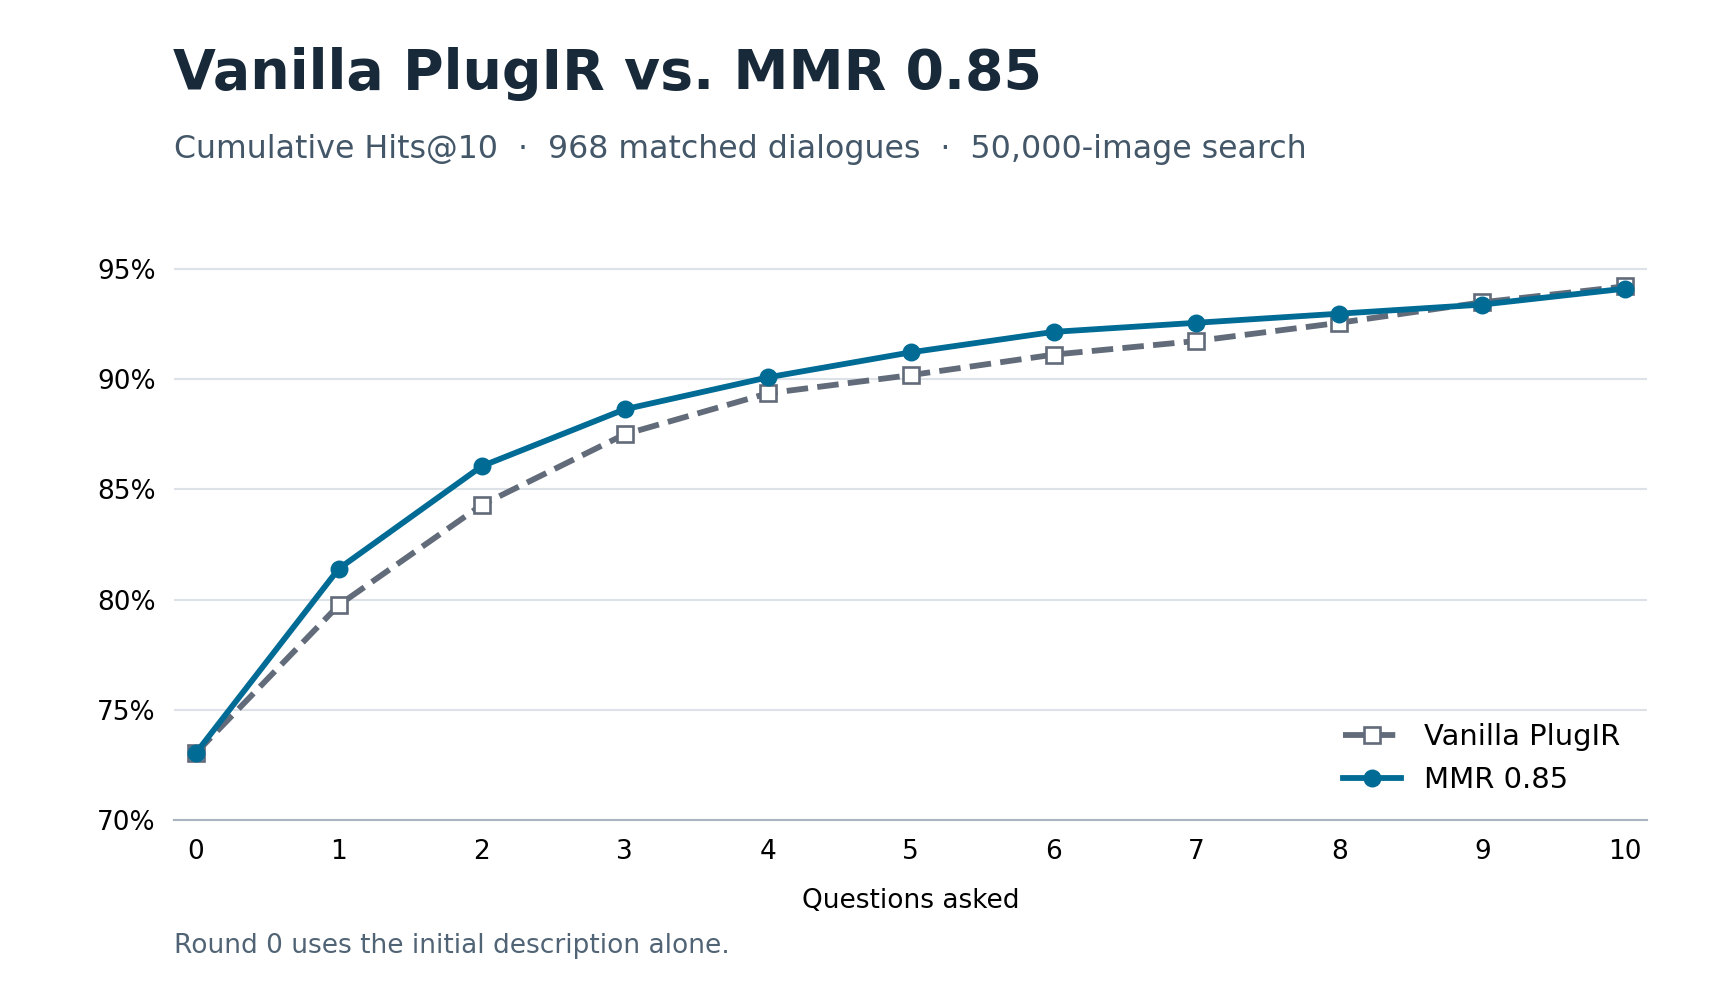 Vanilla PlugIR vs. MMR 0.85
Cumulative Hits@10 · 968 matched dialogues · 50,000-image search
95%
90%
85%
80%
75%
70%
Vanilla PlugIR
MMR 0.85
0 1 2 3 4 5 6 7 8 9 10
Questions asked
Round 0 uses the initial description alone.